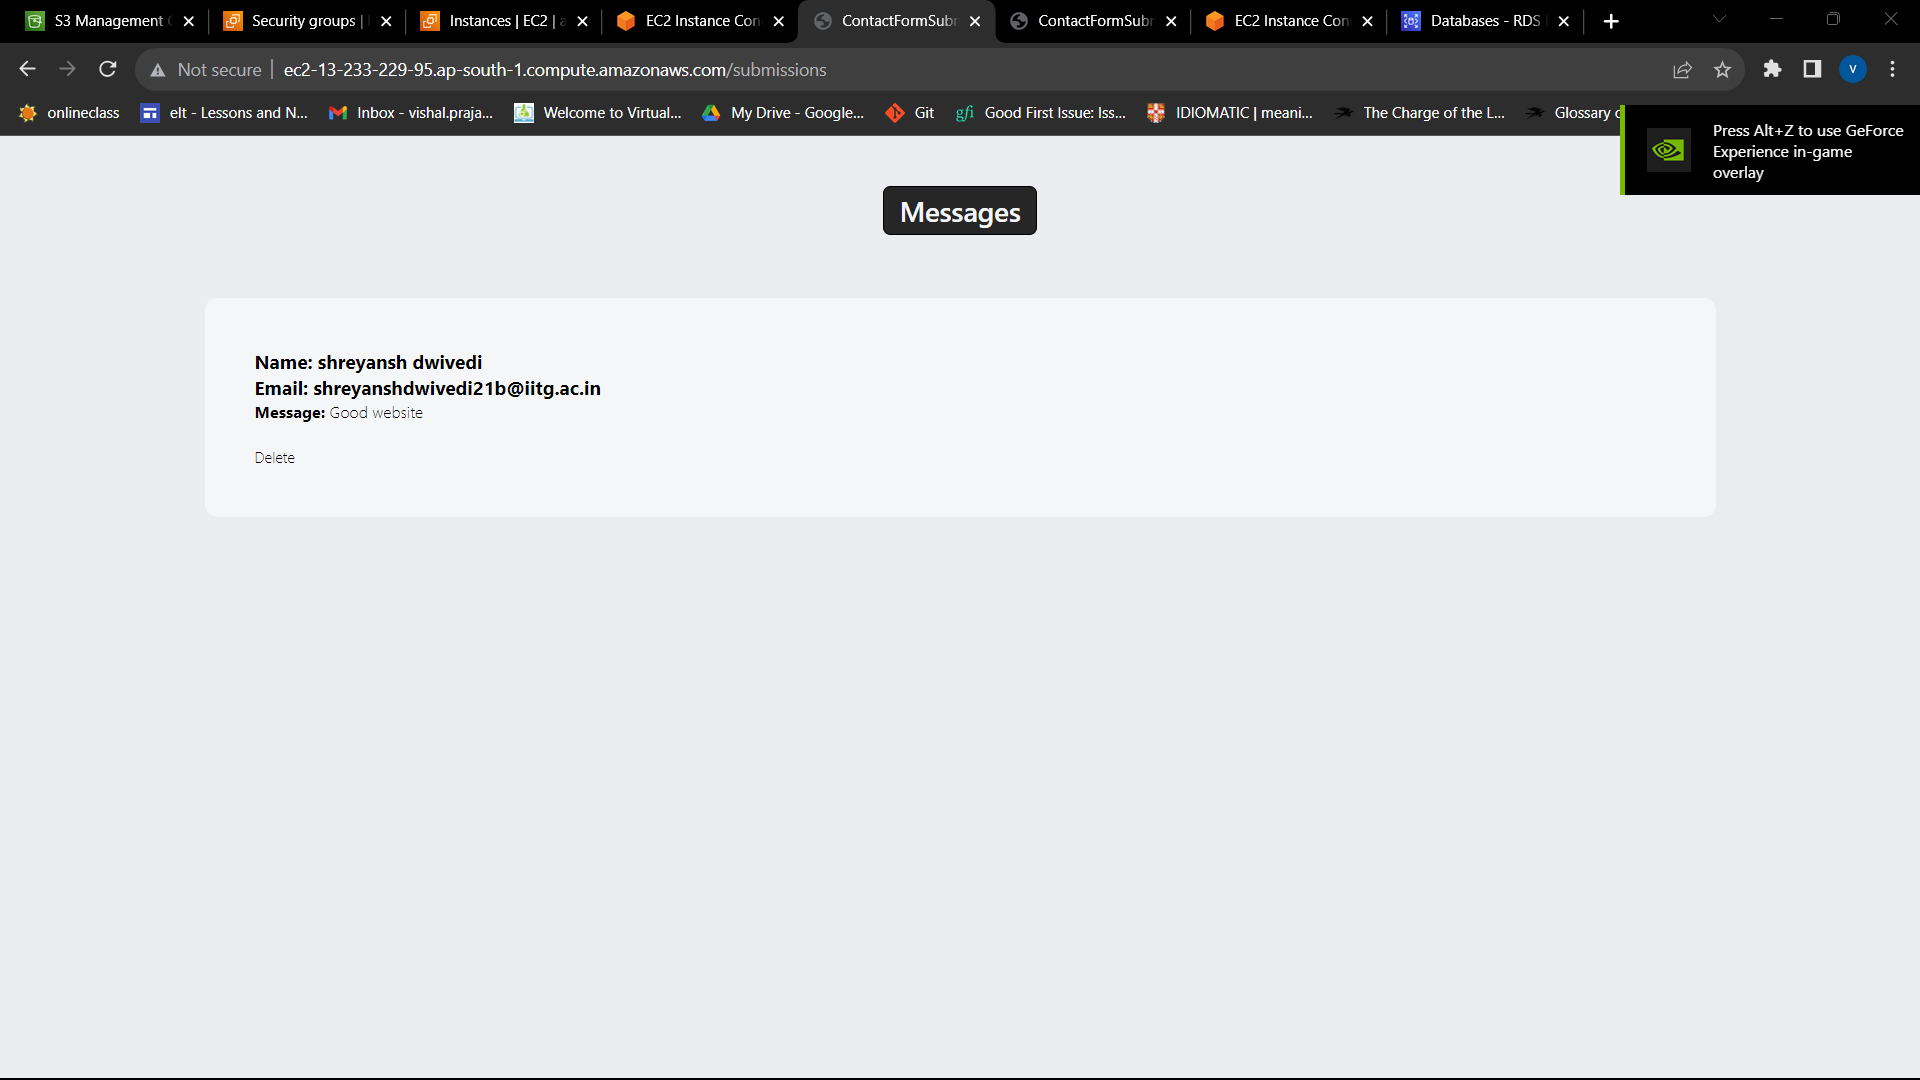 S3 Management
Security groups |
Instances | EC2 | a
EC2 Instance Con
ContactFormSub
ContactFormSub
EC2 Instance Con
Databases - RDS
Not secure | ec2-13-233-229-95.ap-south-1.compute.amazonaws.com/submissions
V
onlineclass
elt - Lessons and N...
Inbox - vishal.praja...
Welcome to Virtual...
My Drive - Google...
Git
gfi Good First Issue: Iss...
IDIOMATIC | meani...
The Charge of the L...
Glossary
Press Alt+Z to use GeForce
Experience in-game
overlay
Messages
Name: shreyansh dwivedi
Email: shreyanshdwivedi21b@iitg.ac.in
Message: Good website
Delete